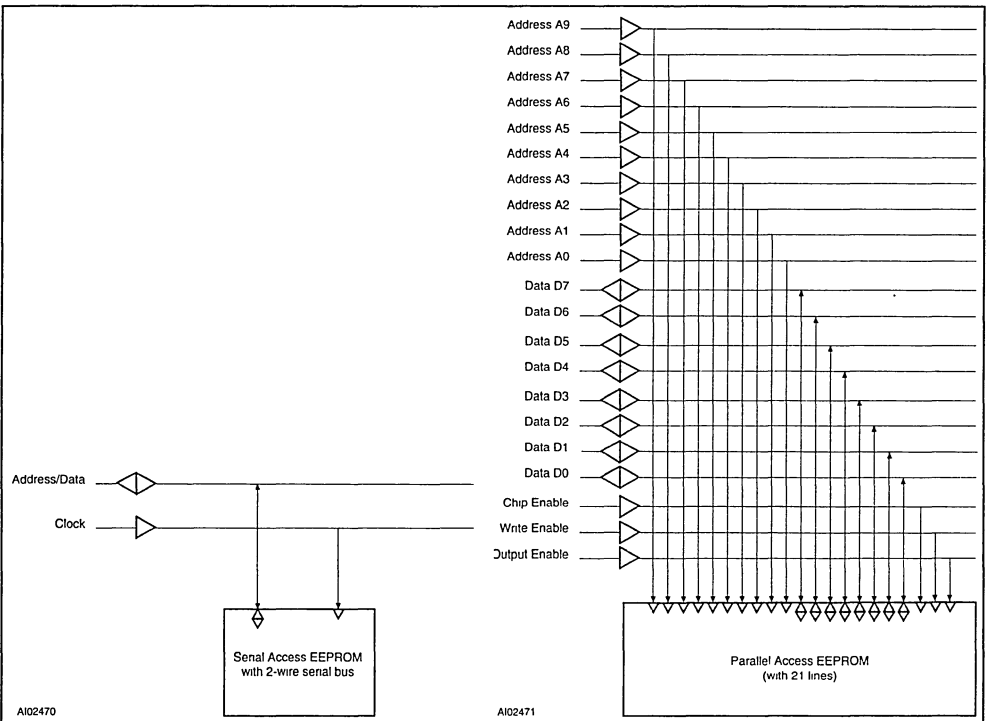 Address/Data
Clock
Serial Access EEPROM
with 2-wire serial bus
AI02470
Address A9
Address A8
Address A7
Address A6
Address A5
Address A4
Address A3
Address A2
Address A1
Address A0
Data D7
Data D6
Data D5
Data D4
Data D3
Data D2
Data D1
Data D0
Chip Enable
Write Enable
Output Enable
Parallel Access EEPROM
(with 21 lines)
AI02471